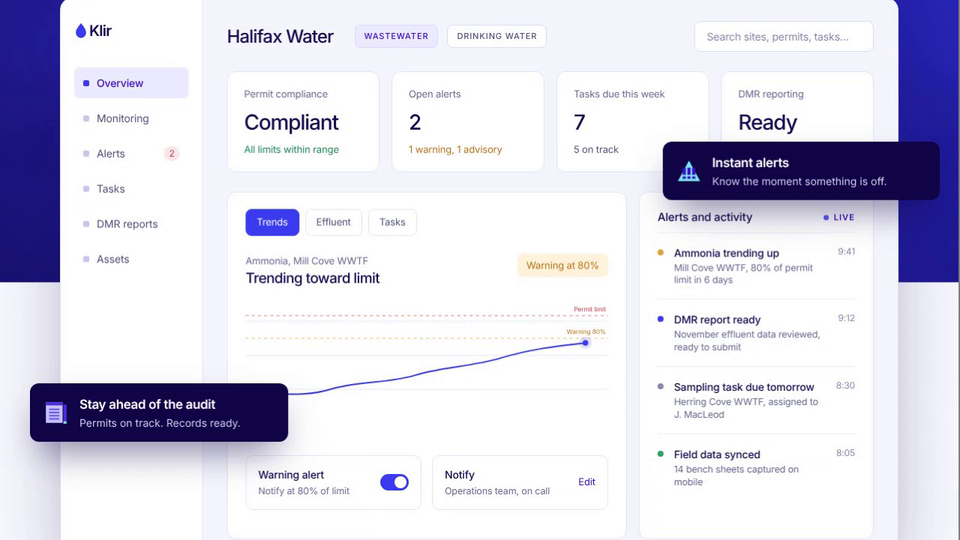 Klir
Overview
Monitoring
Alerts 2
Tasks
DMR reports
Assets
Halifax Water
WASTEWATER
DRINKING WATER
Search sites, permits, tasks...
Permit compliance
Compliant
All limits within range
Open alerts
2
1 warning, 1 advisory
Tasks due this week
7
5 on track
DMR reporting
Ready
Instant alerts
Know the moment something is off.
Trends
Effluent
Tasks
Ammonia, Mill Cove WWTF
Trending toward limit
Warning at 80%
Permit limit
Warning 80%
Stay ahead of the audit
Permits on track. Records ready.
Warning alert
Notify at 80% of limit
Notify
Operations team, on call
Edit
Alerts and activity
LIVE
Ammonia trending up 9:41
Mill Cove WWTF, 80% of permit
limit in 6 days
DMR report ready 9:12
November effluent data reviewed,
ready to submit
Sampling task due tomorrow 8:30
Herring Cove WWTF, assigned to
J. MacLeod
Field data synced 8:05
14 bench sheets captured on
mobile